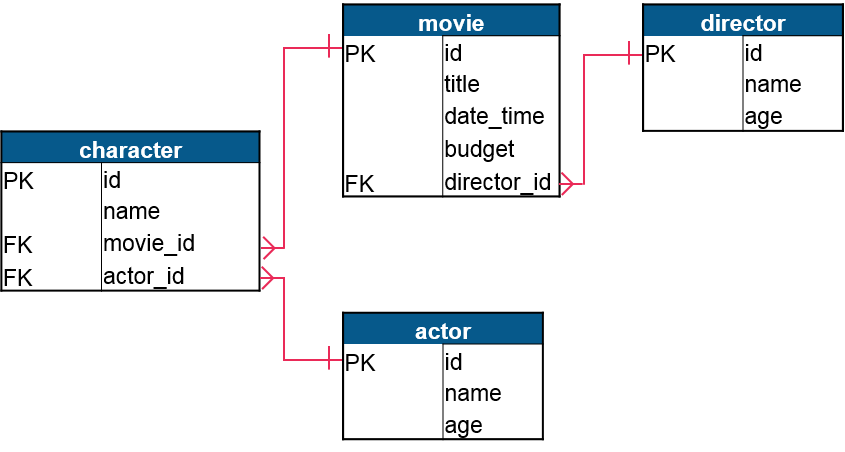 movie
PK id
title
date_time
budget
FK director_id
director
PK id
name
age
character
PK id
name
FK movie_id
FK actor_id
actor
PK id
name
age